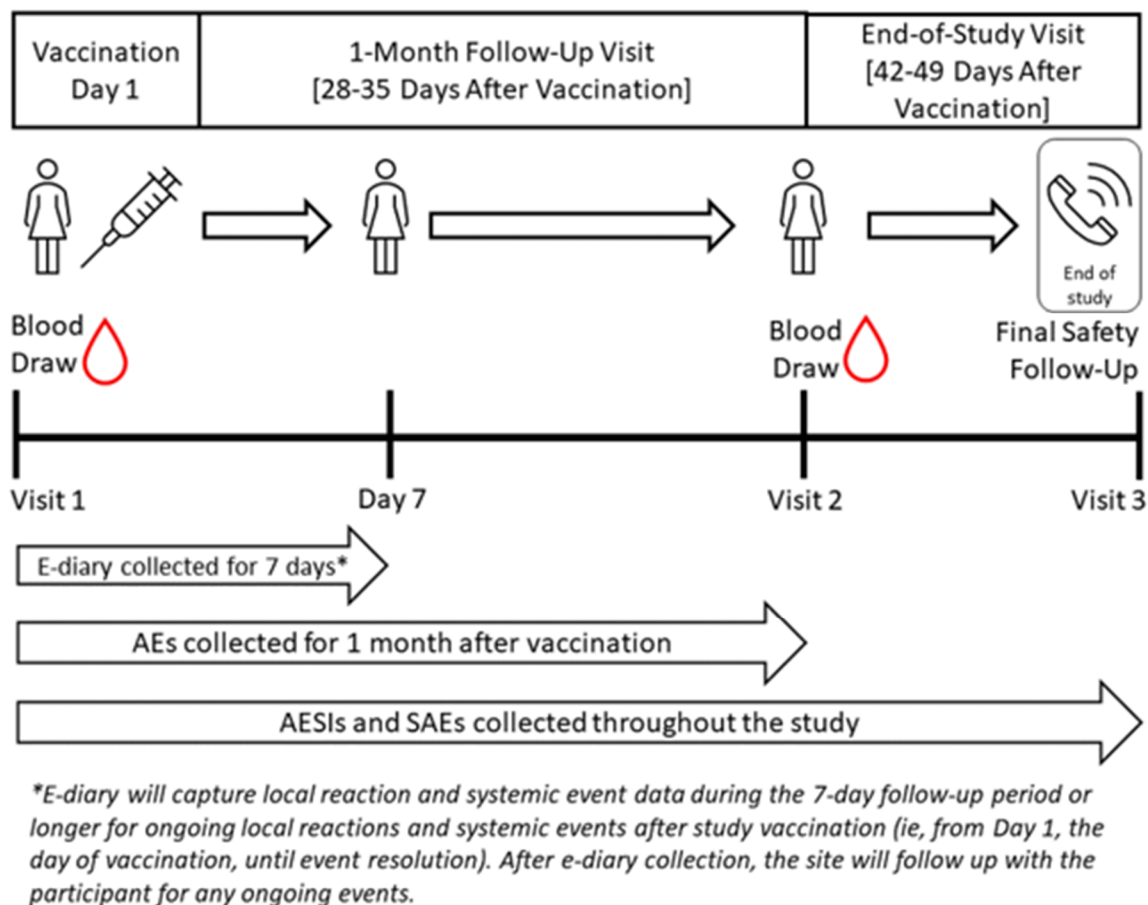 Vaccination
Day 1
1-Month Follow-Up Visit
[28-35 Days After Vaccination]
End-of-Study Visit
[42-49 Days After
Vaccination]
End of
study
Blood
Draw
Blood
Draw
Final Safety
Follow-Up
Visit 1
Day 7
Visit 2
Visit 3
E-diary collected for 7 days*
AEs collected for 1 month after vaccination
AESIs and SAEs collected throughout the study
*E-diary will capture local reaction and systemic event data during the 7-day follow-up period or
longer for ongoing local reactions and systemic events after study vaccination (ie, from Day 1, the
day of vaccination, until event resolution). After e-diary collection, the site will follow up with the
participant for any ongoing events.